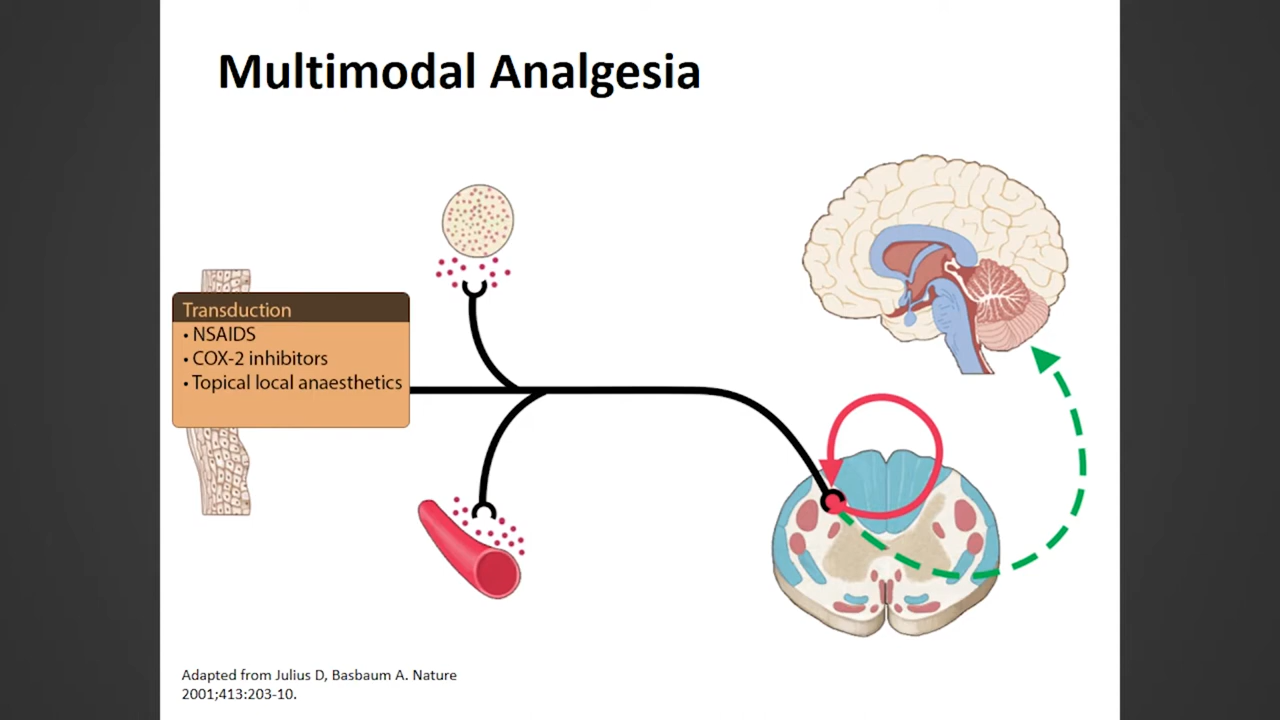 Multimodal Analgesia
Transduction
• NSAIDS
• COX-2 inhibitors
• Topical local anaesthetics
Adapted from Julius D, Basbaum A. Nature
2001;413:203-10.